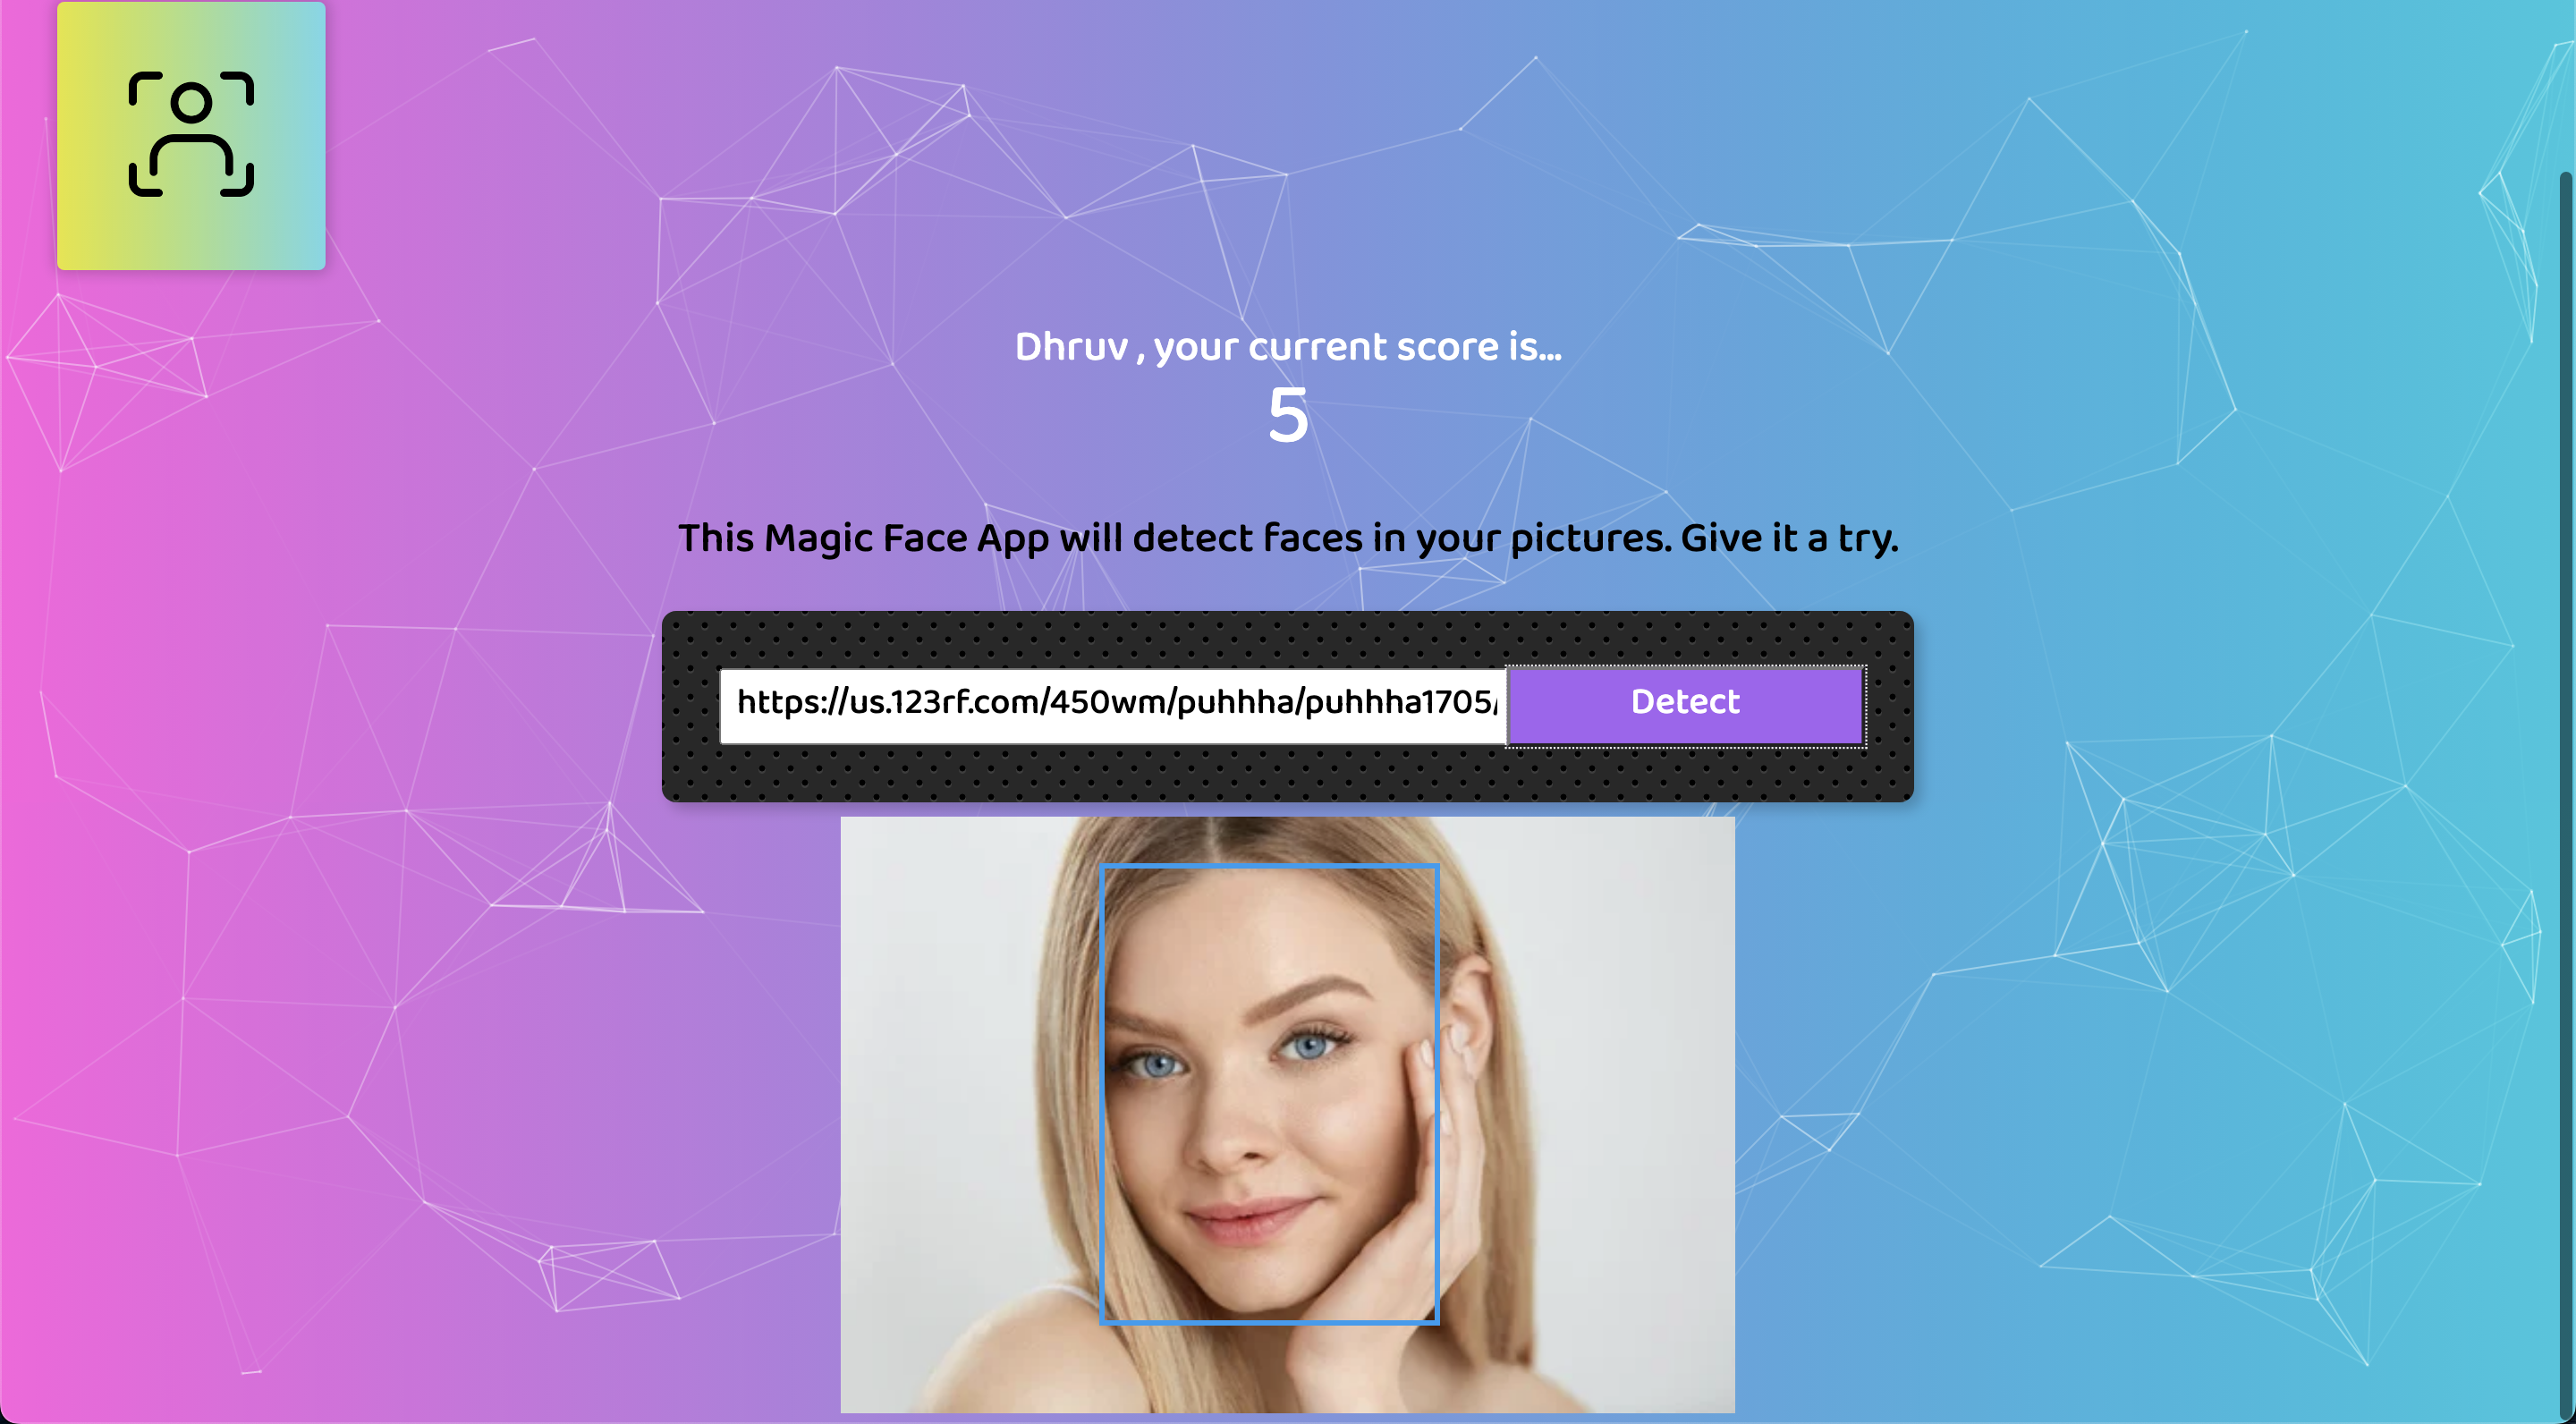 Dhruv , your current score is...
5
This Magic Face App will detect faces in your pictures. Give it a try.
https://us.123rf.com/450wm/puhhha/puhhha1705/
Detect